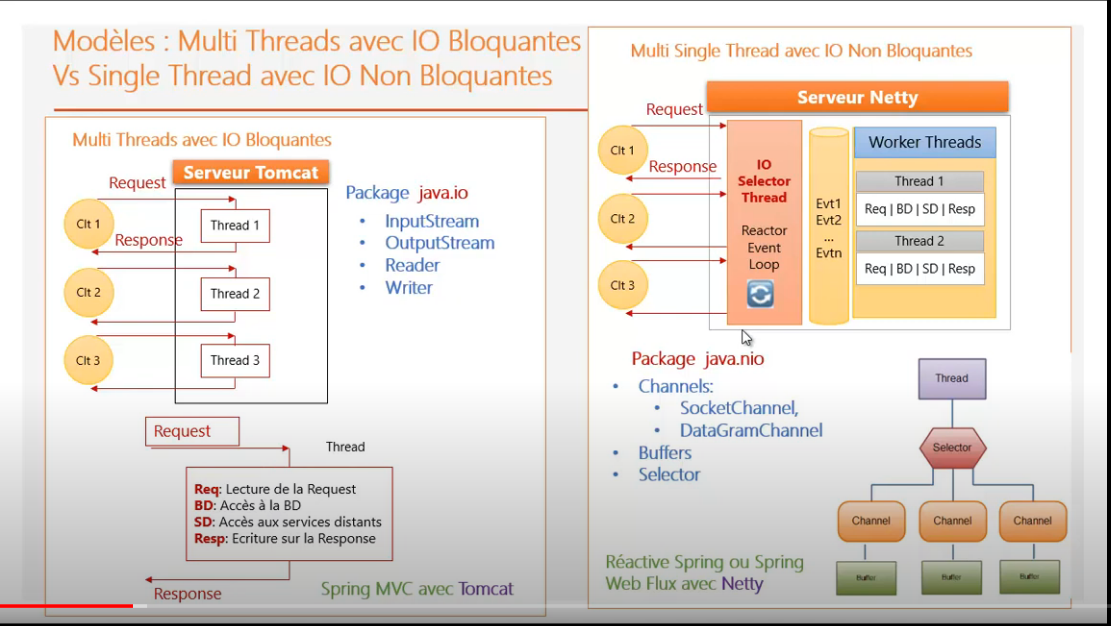 Modèles : Multi Threads avec IO Bloquantes
Vs Single Thread avec IO Non Bloquantes
Multi Threads avec IO Bloquantes
Serveur Tomcat
Request
Clt 1
Thread 1
Response
Clt 2
Thread 2
Clt 3
Thread 3
Package java.io
• InputStream
• OutputStream
• Reader
• Writer
Request
Thread
Req: Lecture de la Request
BD: Accès à la BD
SD: Accès aux services distants
Resp: Ecriture sur la Response
Response
Spring MVC avec Tomcat
Multi Single Thread avec IO Non Bloquantes
Serveur Netty
Request
Clt 1
Response
Clt 2
Clt 3
IO
Selector
Thread
Reactor
Event
Loop
Evt1
Evt2
...
Evtn
Worker Threads
Thread 1
Req | BD | SD | Resp
Thread 2
Req | BD | SD | Resp
Package java.nio
• Channels:
• SocketChannel,
• DataGramChannel
• Buffers
• Selector
Thread
Selector
Channel
Channel
Channel
Buffer
Buffer
Buffer
Réactive Spring ou Spring
Web Flux avec Netty